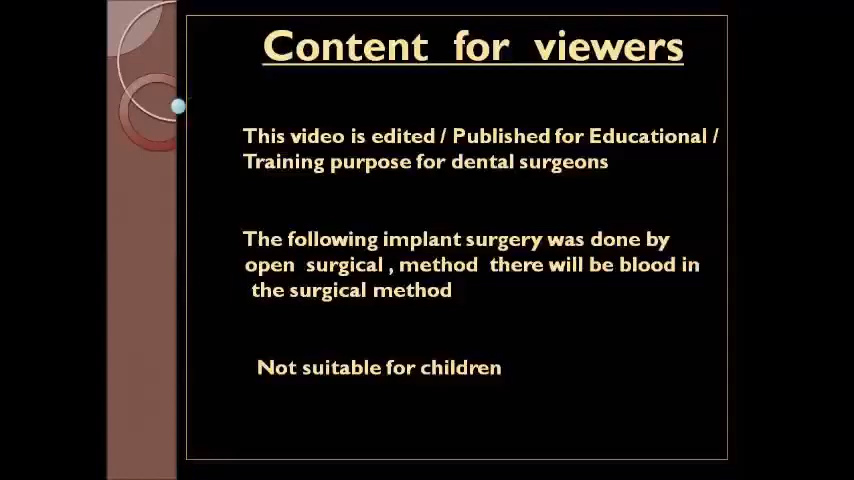 Content for viewers
This video is edited / Published for Educational /
Training purpose for dental surgeons
The following implant surgery was done by
open surgical , method there will be blood in
the surgical method
Not suitable for children